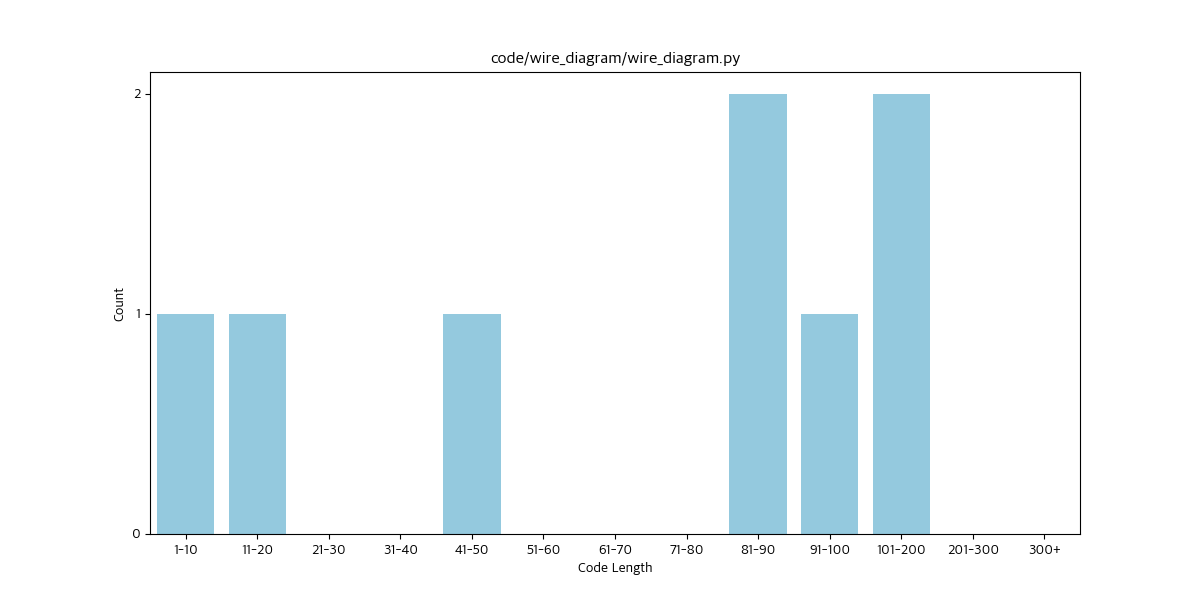 code/wire_diagram/wire_diagram.py
2
1
0
Count
1-10 11-20 21-30 31-40 41-50 51-60 61-70 71-80 81-90 91-100 101-200 201-300 300+
Code Length